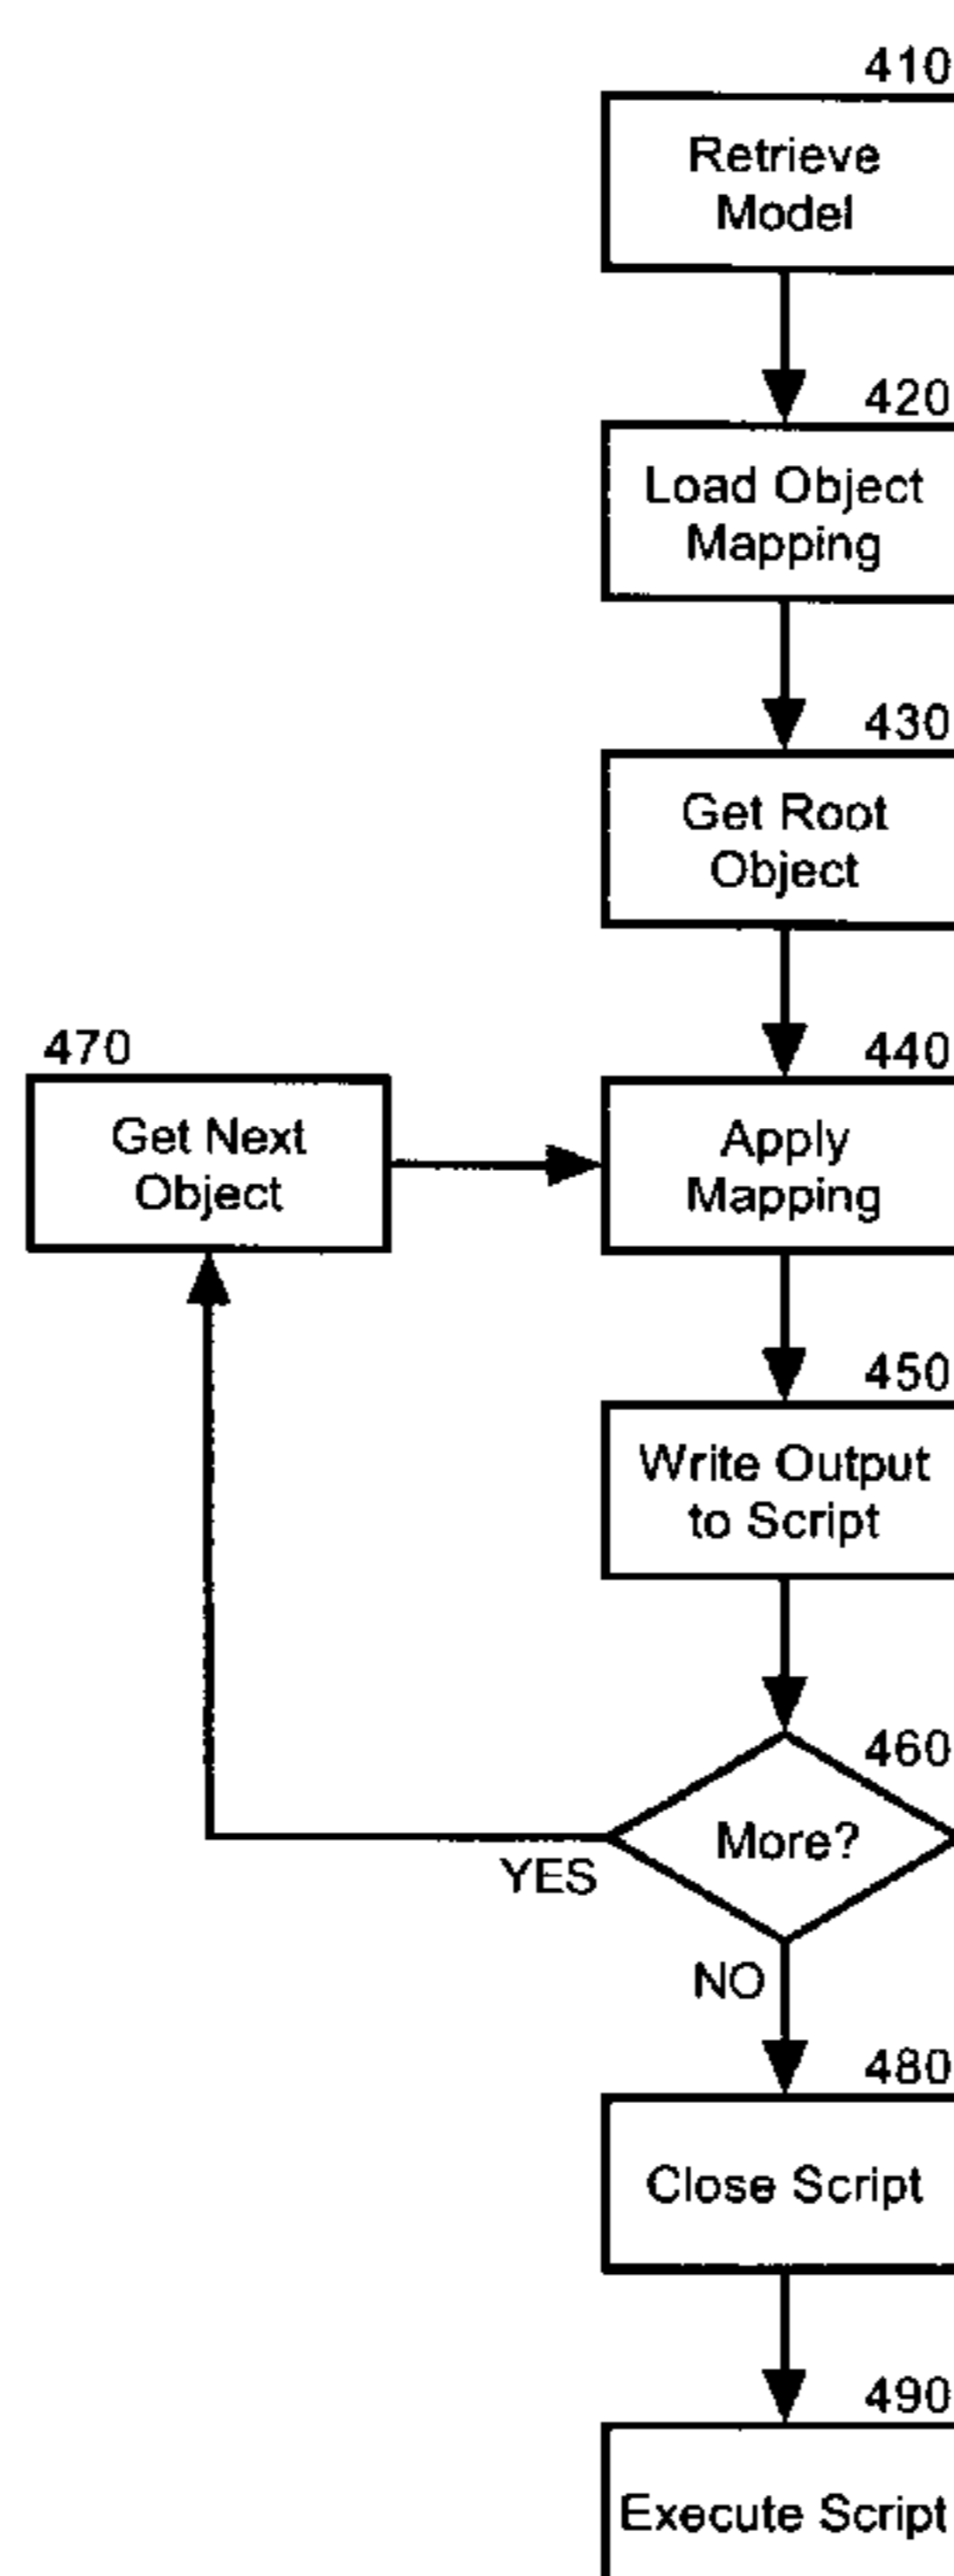 410
Retrieve
Model
420
Load Object
Mapping
430
Get Root
Object
470
Get Next
Object
440
Apply
Mapping
450
Write Output
to Script
460
More?
YES
NO
480
Close Script
490
Execute Script